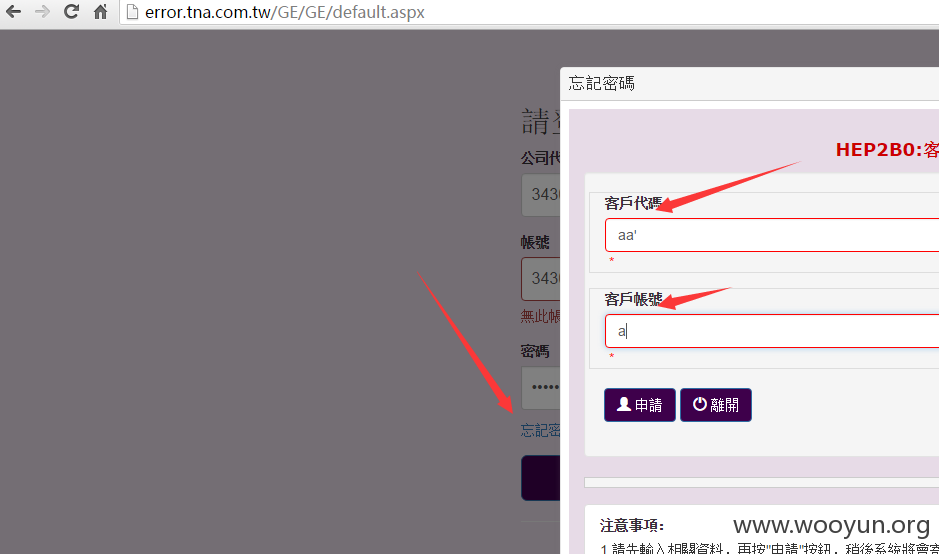 error.tna.com.tw/GE/GE/default.aspx
忘記密碼
請
HEP2B0:客
公司代
客戶代碼
343
aa'
*
帳號
客戶帳號
343
a
無此帳
*
密碼
申請 離開
忘記密
注意事項:
www.wooyun.org
1.請先輸入相關資料，再按"申請"按鈕，稍後系統將會寄